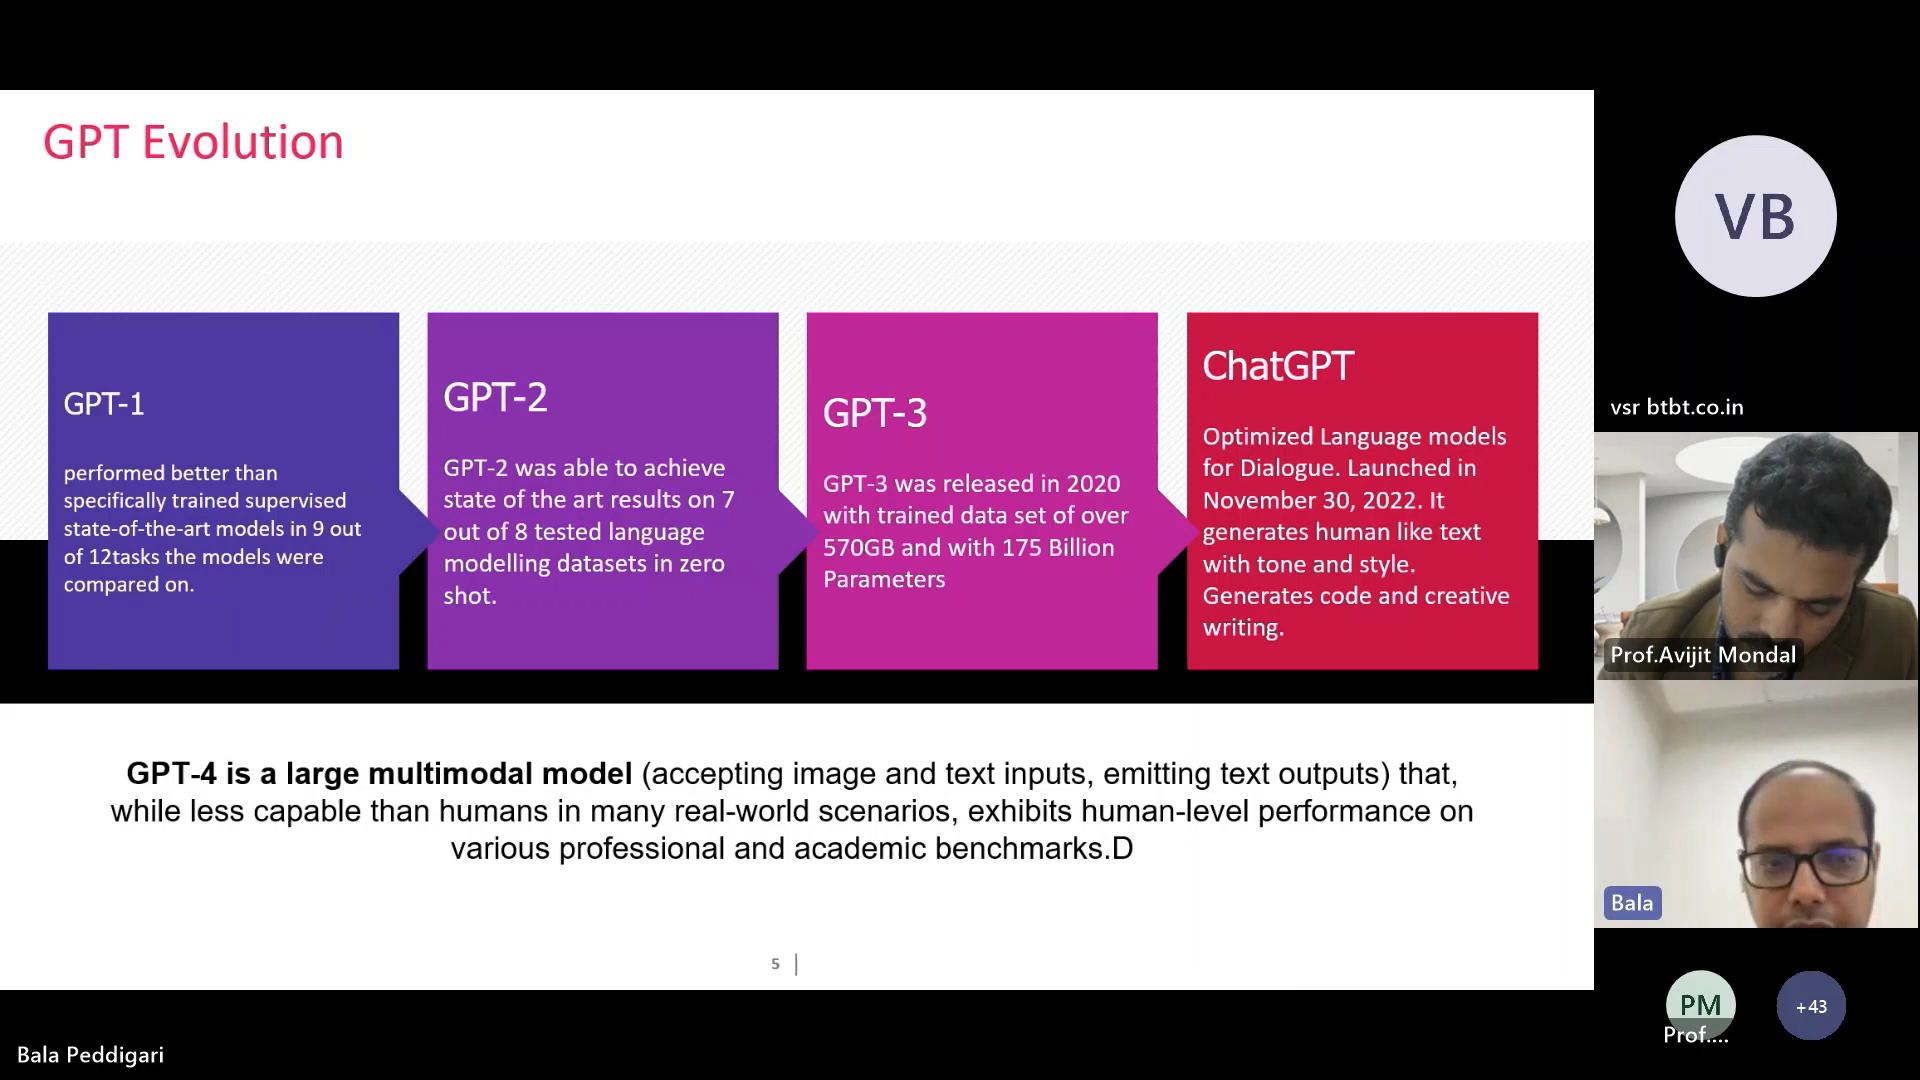 GPT Evolution
GPT-1
performed better than
specifically trained supervised
state-of-the-art models in 9 out
of 12tasks the models were
compared on.
GPT-2
GPT-2 was able to achieve
state of the art results on 7
out of 8 tested language
modelling datasets in zero
shot.
GPT-3
GPT-3 was released in 2020
with trained data set of over
570GB and with 175 Billion
Parameters
ChatGPT
Optimized Language models
for Dialogue. Launched in
November 30, 2022. It
generates human like text
with tone and style.
Generates code and creative
writing.
GPT-4 is a large multimodal model (accepting image and text inputs, emitting text outputs) that,
while less capable than humans in many real-world scenarios, exhibits human-level performance on
various professional and academic benchmarks.D
5
VB
vsr btbt.co.in
Prof.Avijit Mondal
Bala
PM
Prof....
+43
Bala Peddigari